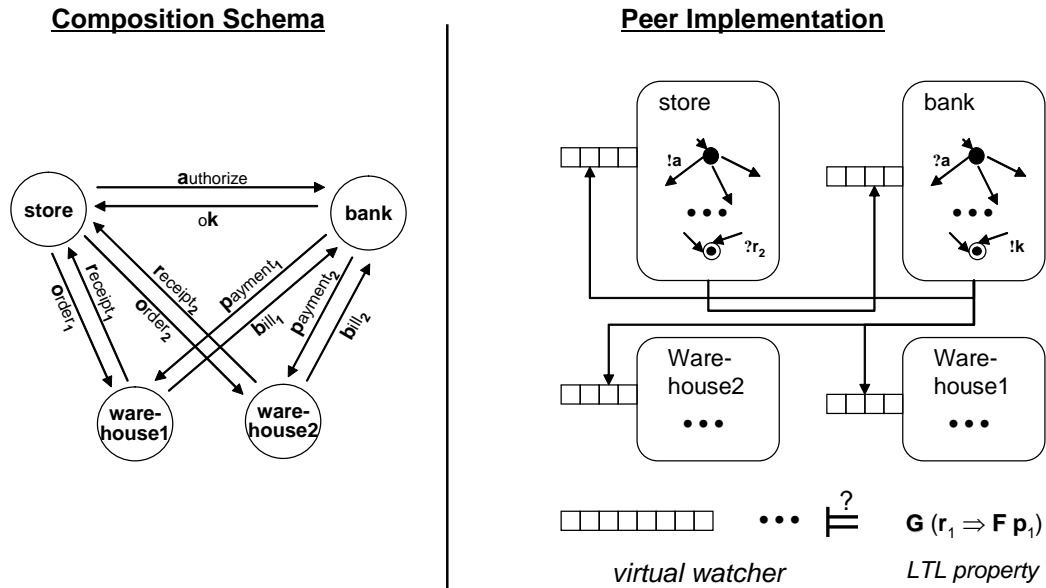 Composition Schema
store
bank
authorize
ok
order₁
receipt₁
order₂
receipt₂
payment₁
bill₁
payment₂
bill₂
ware-
house1
ware-
house2
Peer Implementation
store
!a
• • •
?r₂
bank
?a
• • •
!k
Ware-
house2
• • •
Ware-
house1
• • •
• • •
?
G (r₁ ⇒ F p₁)
virtual watcher
LTL property